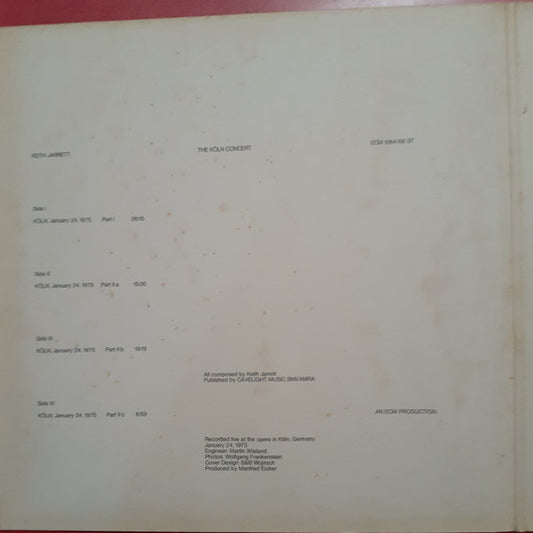 KEITH JARRETT
THE KÖLN CONCERT
ECM 1064/65 ST
Side I
KÖLN, January 24, 1975 Part I 26:15
Side II
KÖLN, January 24, 1975 Part II a 15:00
Side III
KÖLN, January 24, 1975 Part II b 19:19
Side IV
KÖLN, January 24, 1975 Part II c 6:59
All composed by Keith Jarrett
Published by CAVELIGHT MUSIC BMI/AMRA
AN ECM PRODUCTION
Recorded live at the opera in Köln, Germany
January 24, 1975
Engineer: Martin Wieland
Photos: Wolfgang Frankenstein
Cover Design: B&B Wojirsch
Produced by Manfred Eicher